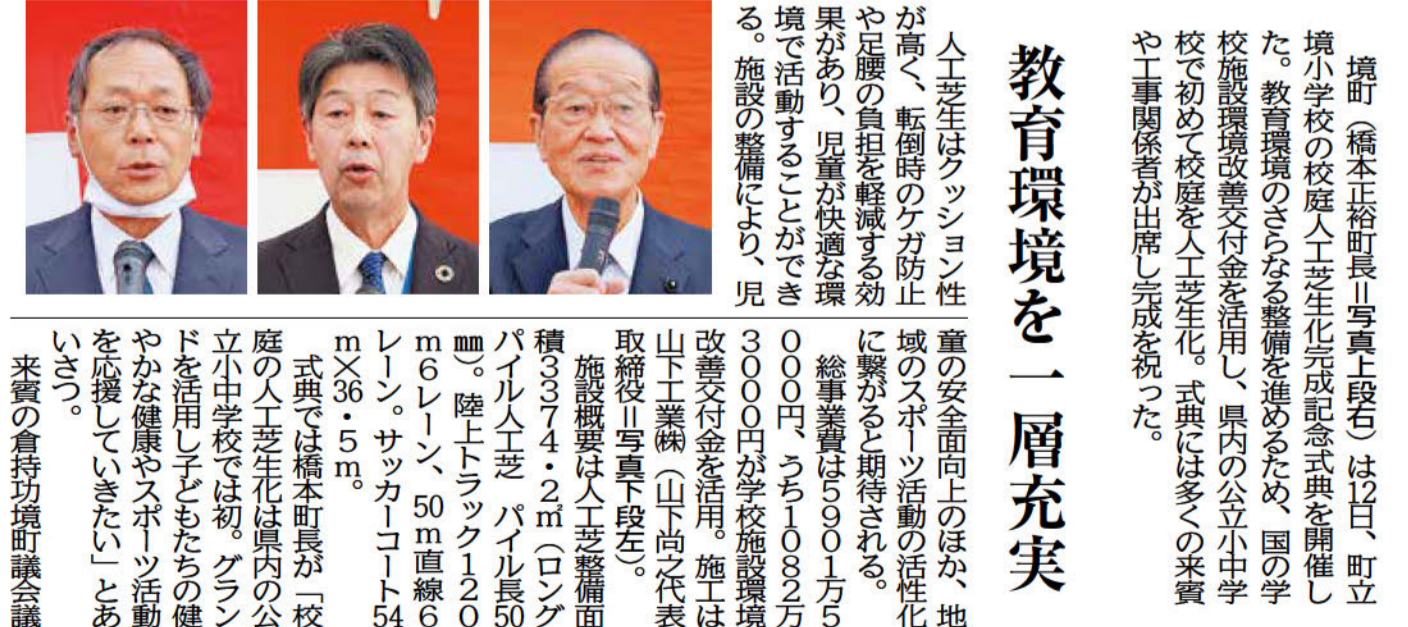 境町（橋本正裕町長＝写真上段右）は12日、町立
境小学校の校庭人工芝生化完成記念式典を開催し
た。教育環境のさらなる整備を進めるため、国の学
校施設環境改善交付金を活用し、県内の公立小中学
校で初めて校庭を人工芝生化。式典には多くの来賓
や工事関係者が出席し完成を祝った。
教育環境を一層充実
人工芝生はクッション性
が高く、転倒時のケガ防止
や足腰の負担を軽減する効
果があり、児童が快適な環
境で活動することができ
る。施設の整備により、児
童の安全面向上のほか、地
域のスポーツ活動の活性化
に繋がると期待される。
総事業費は5901万5
000円、うち1082万
3000円が学校施設環境
改善交付金を活用。施工は
山下工業㈱（山下尚之代表
取締役＝写真下段左）。
施設概要は人工芝整備面
積3374・2㎡（ロング
パイル人工芝　パイル長50
㎜）。陸上トラック120
m6レーン、50m直線6
レーン。サッカーコート54
m×36・5m。
式典では橋本町長が「校
庭の人工芝生化は県内の公
立小中学校では初。グラン
ドを活用し子どもたちの健
やかな健康やスポーツ活動
を応援していきたい」とあ
いさつ。
来賓の倉持功境町議会議